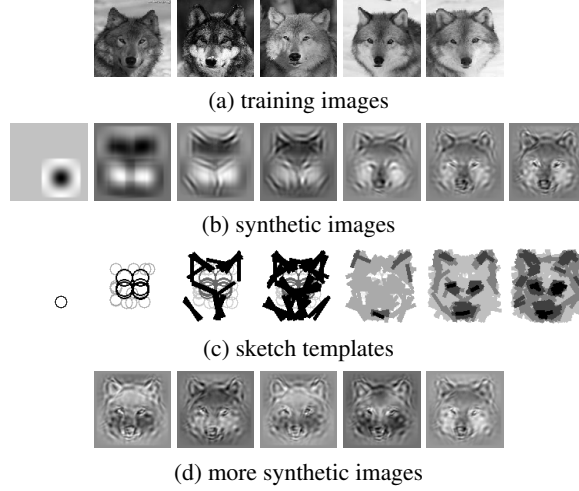 (a) training images
(b) synthetic images
(c) sketch templates
(d) more synthetic images